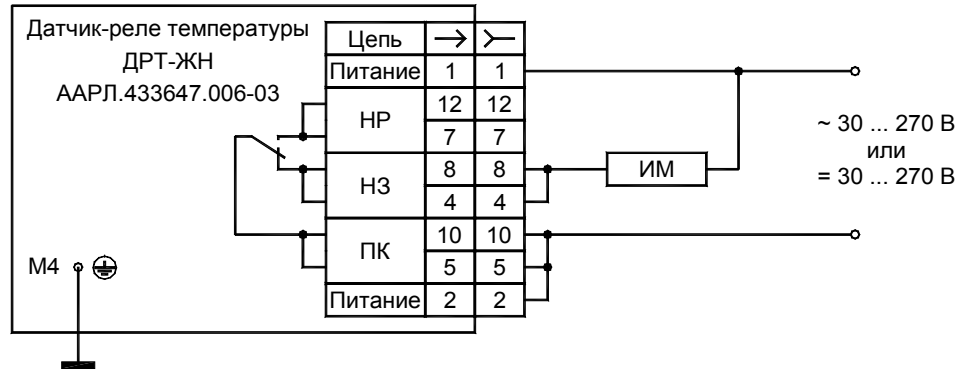 Датчик-реле температуры
ДРТ-ЖН
ААРЛ.433647.006-03
Цепь
Питание 1 1
НР 12 12
7 7
НЗ 8 8
4 4
ПК 10 10
5 5
Питание 2 2
ИМ
~ 30 ... 270 В
или
= 30 ... 270 В
М4